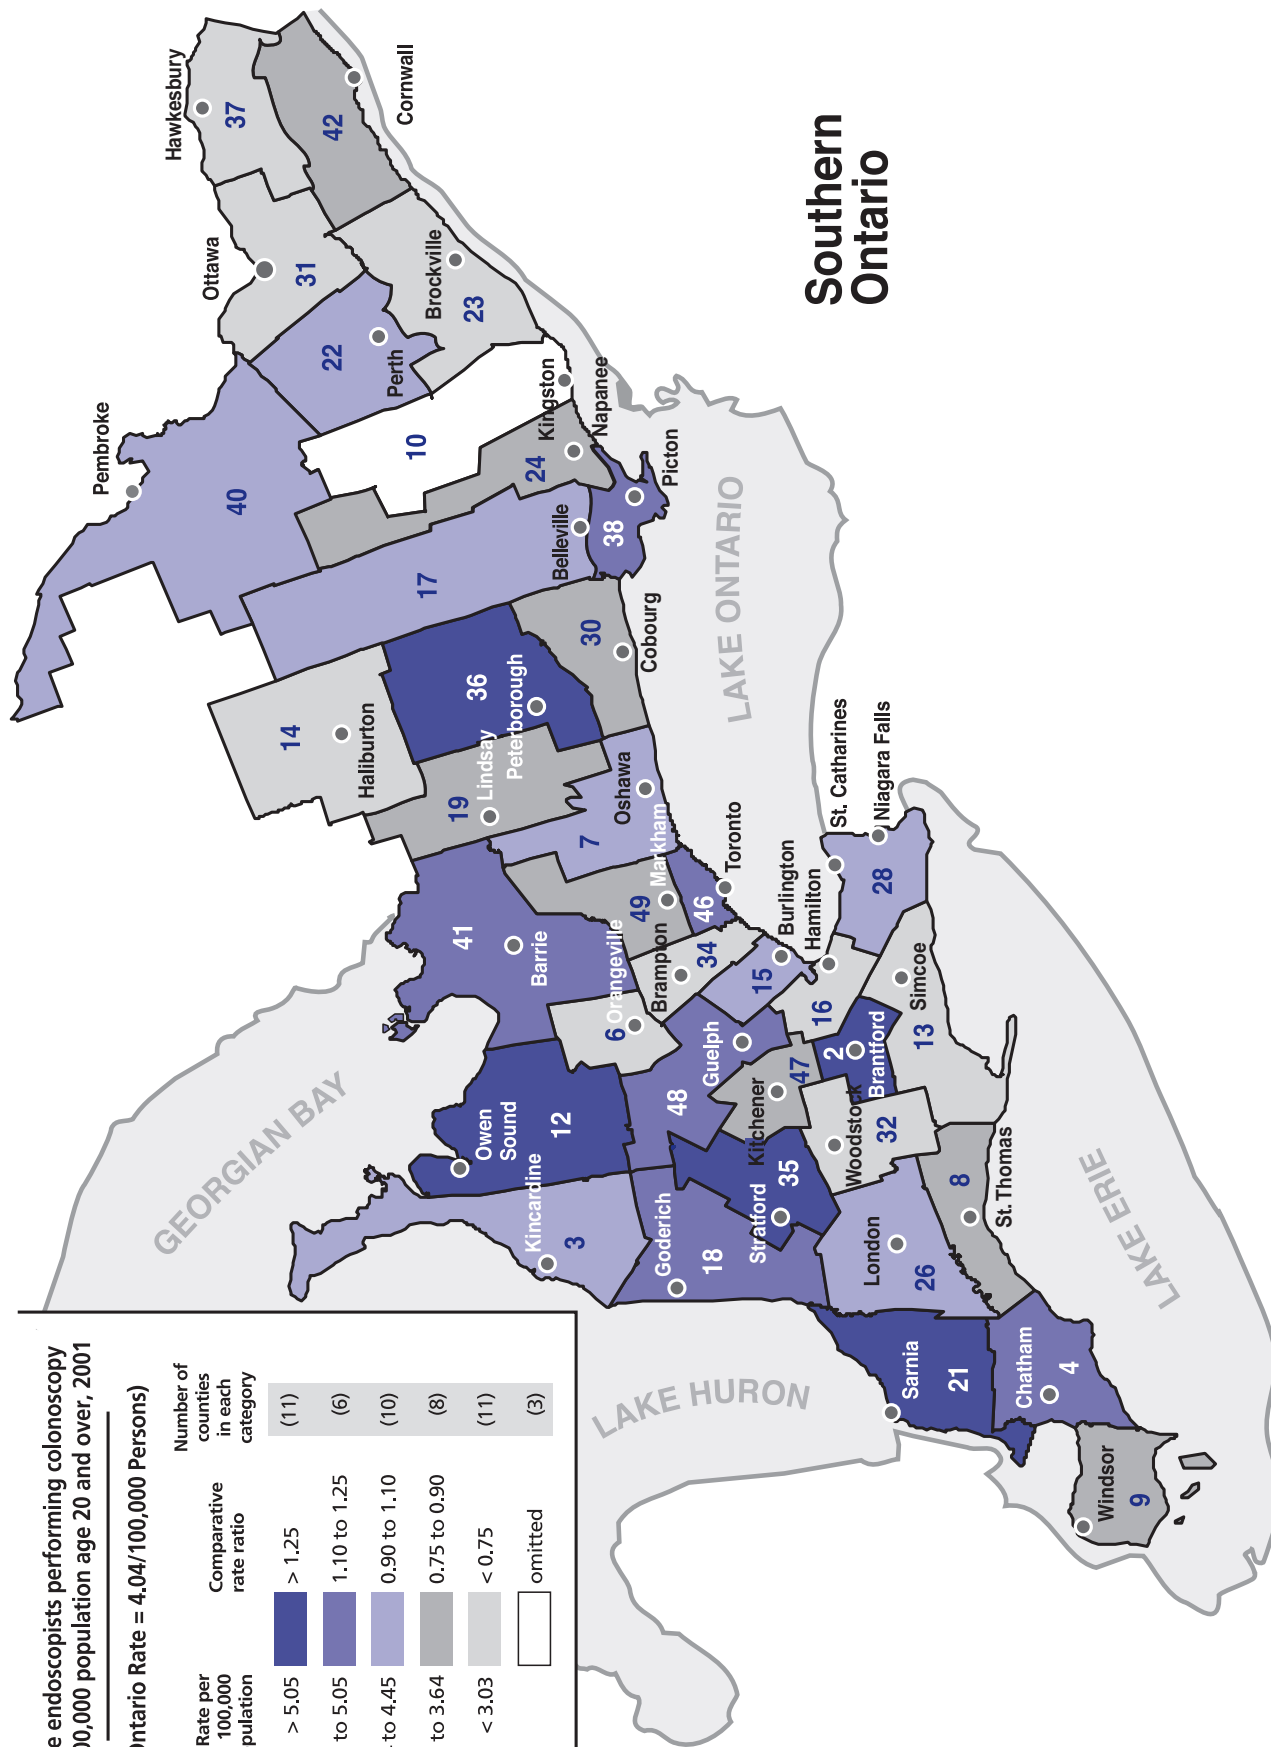 e endoscopists performing colonoscopy
00,000 population age 20 and over, 2001
Ontario Rate = 4.04/100,000 Persons)
Rate per
100,000
pulation
Comparative
rate ratio
Number of
counties
in each
category
> 5.05 > 1.25 (11)
to 5.05 1.10 to 1.25 (6)
to 4.45 0.90 to 1.10 (10)
to 3.64 0.75 to 0.90 (8)
< 3.03 < 0.75 (11)
omitted (3)
Southern
Ontario
GEORGIAN BAY
LAKE HURON
LAKE ONTARIO
LAKE ERIE
Hawkesbury
37
42
Cornwall
Ottawa
31
Brockville
23
22
Perth
Pembroke
40
10
Kingston
24
Napanee
Picton
38
Belleville
17
30
Cobourg
36
Peterborough
14
Haliburton
19
Lindsay
7
Oshawa
Markham
49
46
Toronto
41
Barrie
Orangeville
6
Brampton
34
15
Burlington
Hamilton
16
St. Catharines
Niagara Falls
28
Simcoe
13
2
Brantford
Guelph
48
Kitchener
47
Woodstock
32
Owen
Sound
12
Kincardine
3
Goderich
18
Stratford
35
London
26
8
St. Thomas
Sarnia
21
Chatham
4
Windsor
9